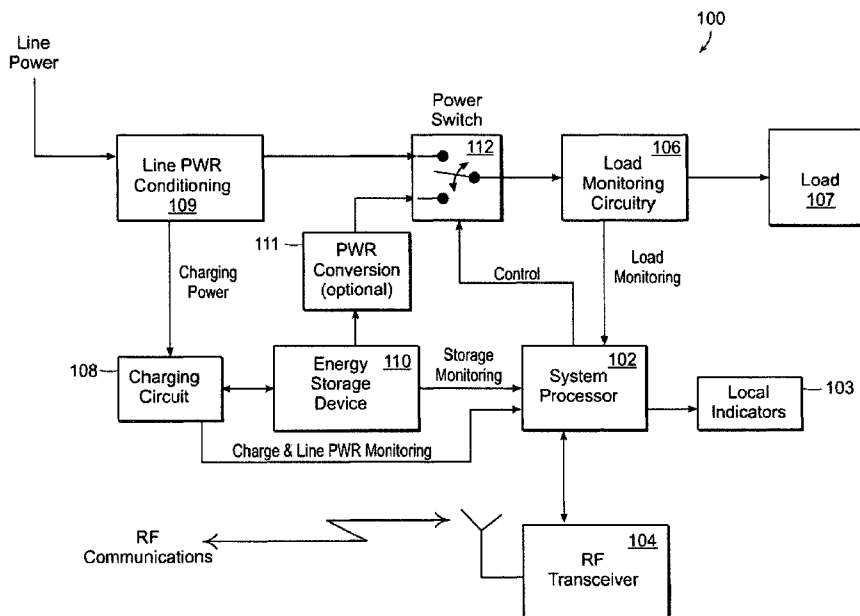 100
Line
Power
Power
Switch
Line PWR
Conditioning
109
112
Load
Monitoring
Circuitry
106
Load
107
111
PWR
Conversion
(optional)
Charging
Power
Control
Load
Monitoring
108
Charging
Circuit
Energy
Storage
Device
110
Storage
Monitoring
System
Processor
102
Local
Indicators
103
Charge & Line PWR Monitoring
RF
Communications
RF
Transceiver
104